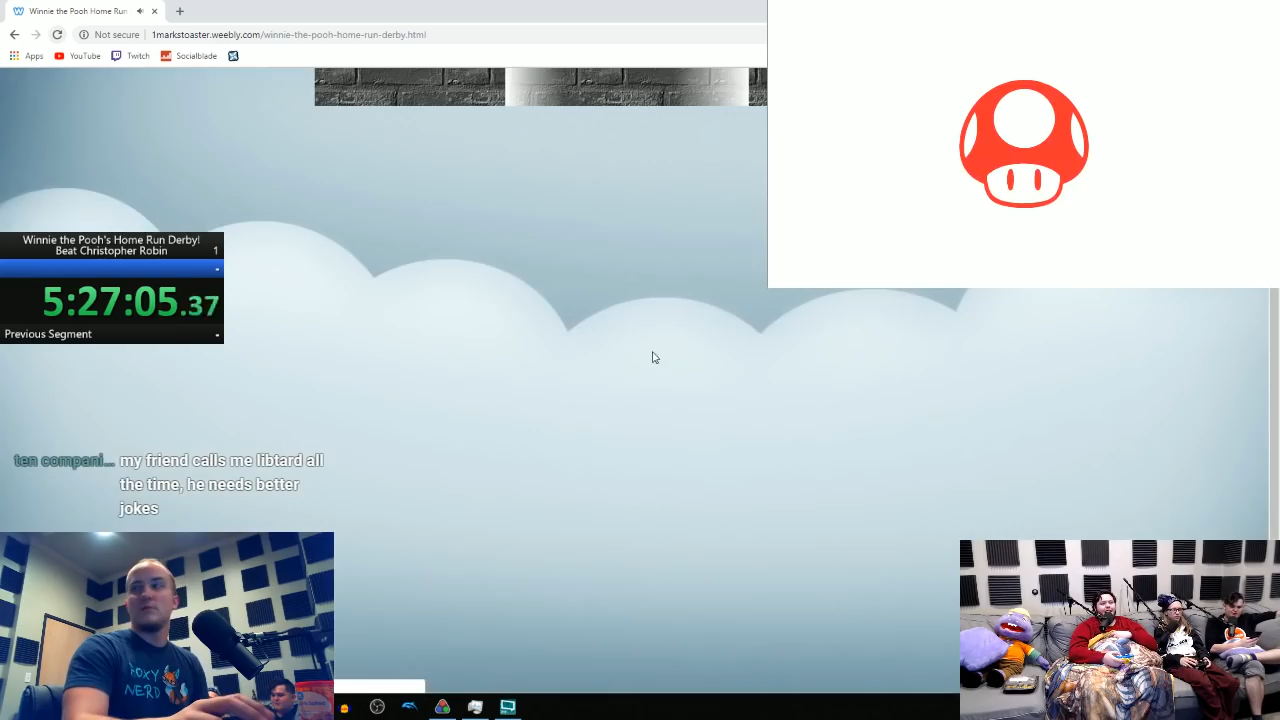 Winnie the Pooh Home Run
Not secure
1markstoaster.weebly.com/winnie-the-pooh-home-run-derby.html
Apps
YouTube
Twitch
Socialblade
Winnie the Pooh's Home Run Derby!
Beat Christopher Robin 1
-
5:27:05.37
Previous Segment -
ten compani... my friend calls me libtard all
the time, he needs better
jokes
ROXY
NERD